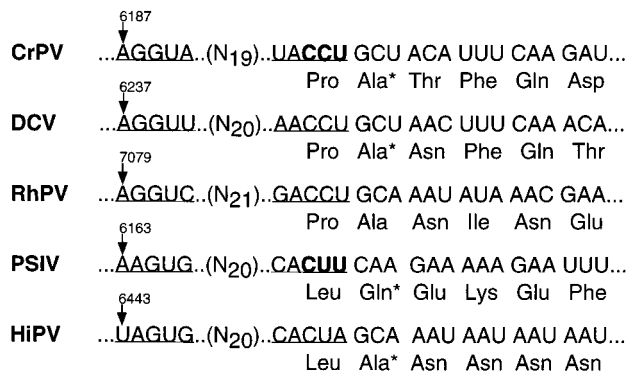 6187
CrPV ...AGGUA..(N19)..UACCU GCU ACA UUU CAA GAU...
Pro Ala* Thr Phe Gln Asp
6237
DCV ...AGGUU..(N20)..AACCU GCU AAC UUU CAA ACA...
Pro Ala* Asn Phe Gln Thr
7079
RhPV ...AGGUC..(N21)..GACCU GCA AAU AUA AAC GAA...
Pro Ala Asn Ile Asn Glu
6163
PSIV ...AAGUG..(N20)..CACUU CAA GAA AAA GAA UUU...
Leu Gln* Glu Lys Glu Phe
6443
HiPV ...UAGUG..(N20)..CACUA GCA AAU AAU AAU AAU...
Leu Ala* Asn Asn Asn Asn